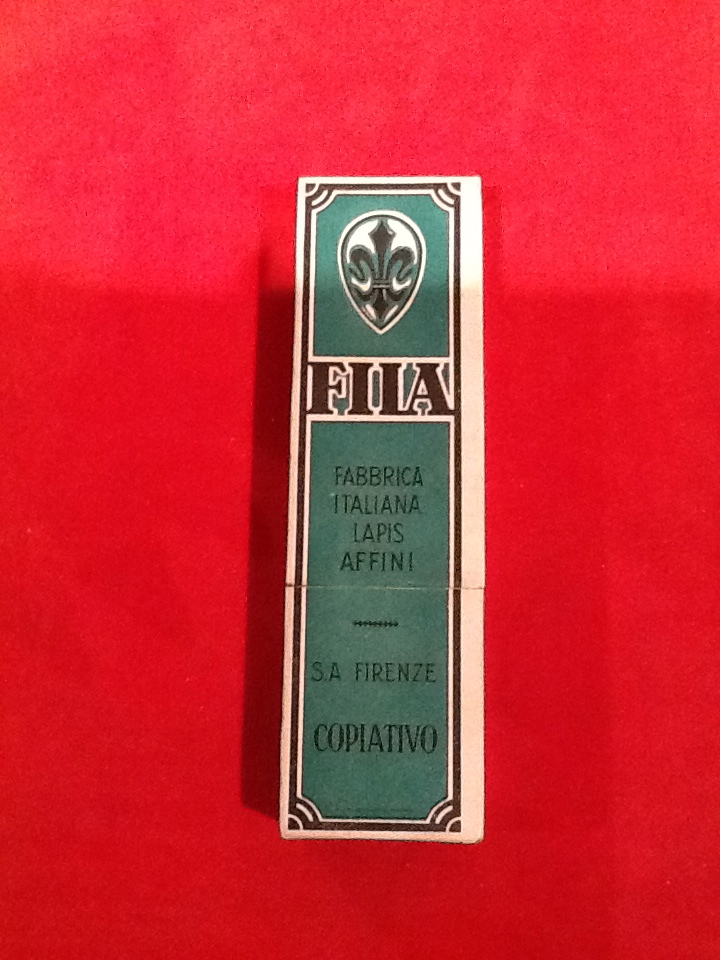 FILA
FABBRICA
ITALIANA
LAPIS
AFFINI
S.A FIRENZE
COPIATIVO